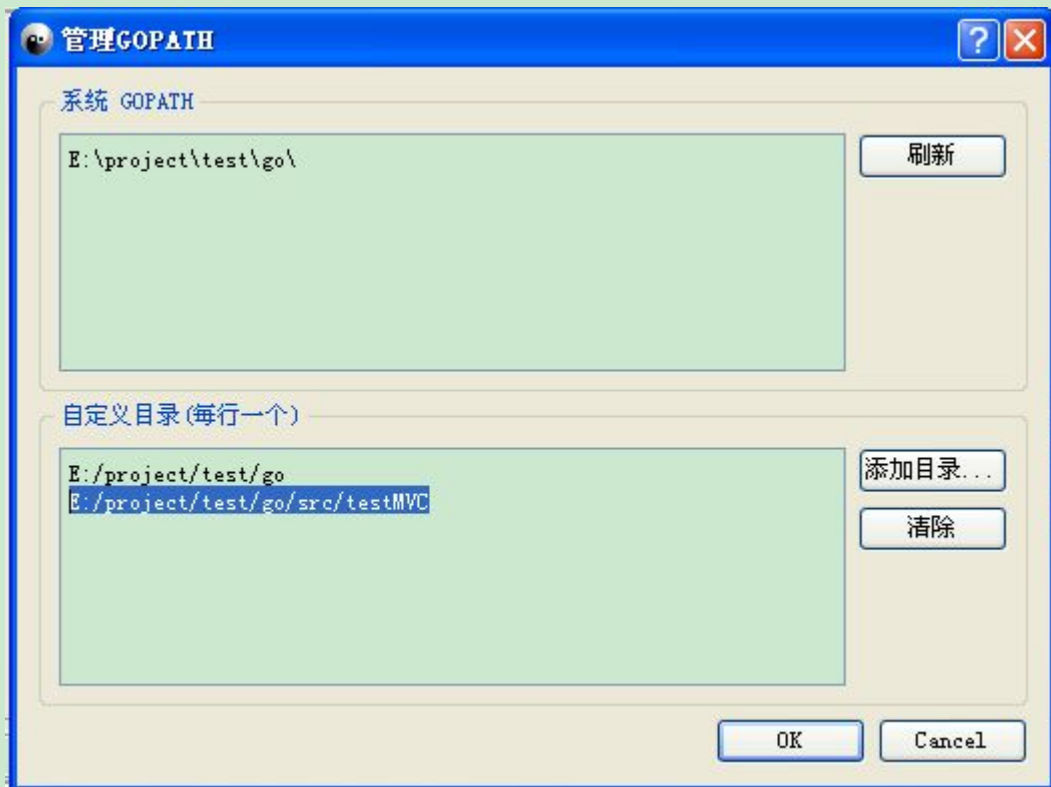 管理GOPATH
系统 GOPATH
E:\project\test\go\
刷新
自定义目录(每行一个)
E:/project/test/go
E:/project/test/go/src/testMVC
添加目录...
清除
OK
Cancel